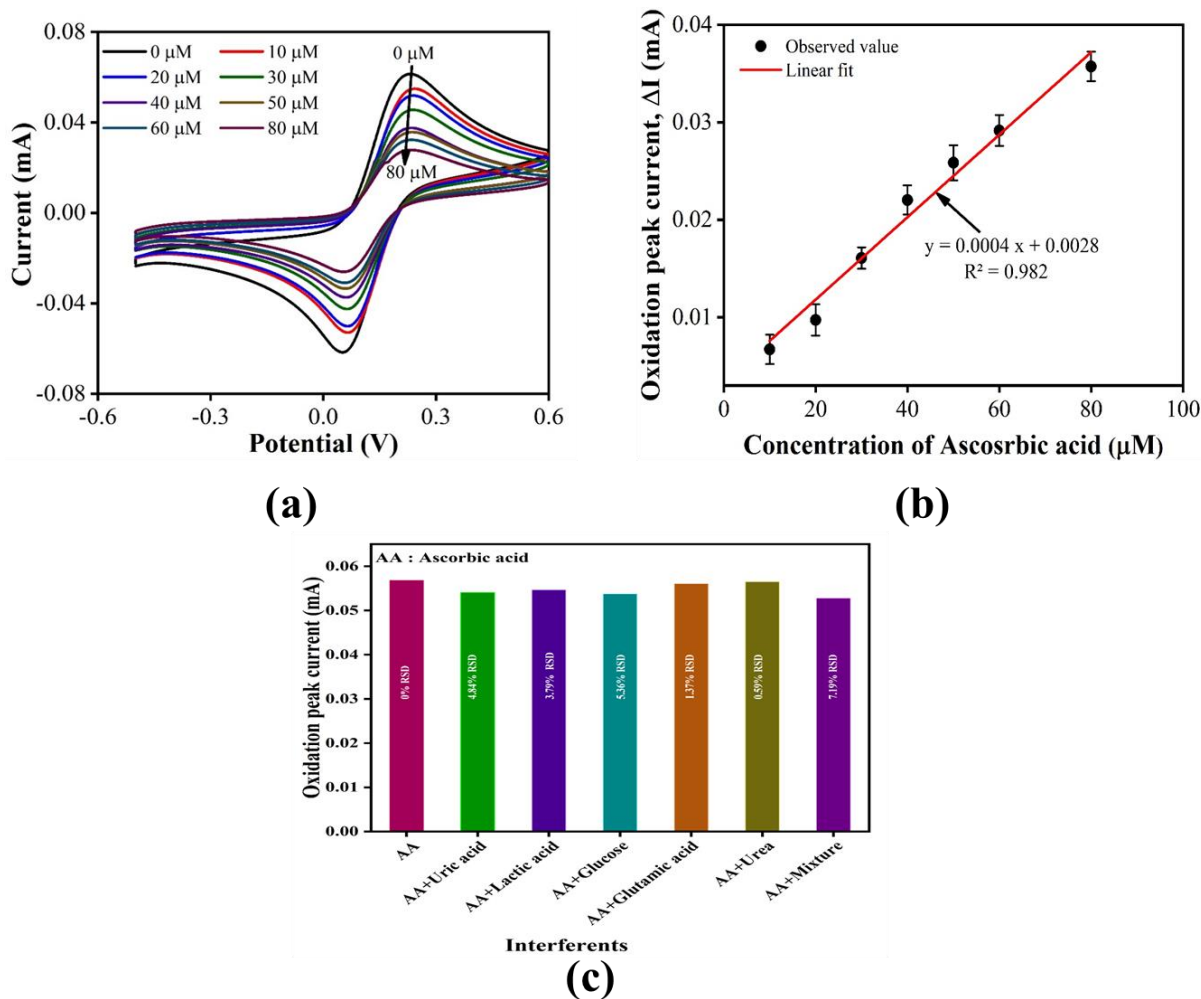 0.08
0.04
0.00
-0.04
-0.08
Current (mA)
0 μM
10 μM
20 μM
30 μM
40 μM
50 μM
60 μM
80 μM
0 μM
80 μM
-0.6
-0.3
0.0
0.3
0.6
Potential (V)
(a)
0.04
0.03
0.02
0.01
Oxidation peak current, ΔI (mA)
Observed value
Linear fit
y = 0.0004 x + 0.0028
R² = 0.982
0
20
40
60
80
100
Concentration of Ascosrbic acid (μM)
(b)
AA : Ascorbic acid
0.06
0.05
0.04
0.03
0.02
0.01
0.00
Oxidation peak current (mA)
0% RSD
4.84% RSD
3.79% RSD
5.36% RSD
1.37% RSD
0.59% RSD
7.19% RSD
AA
AA+Uric acid
AA+Lactic acid
AA+Glucose
AA+Glutamic acid
AA+Urea
AA+Mixture
Interferents
(c)